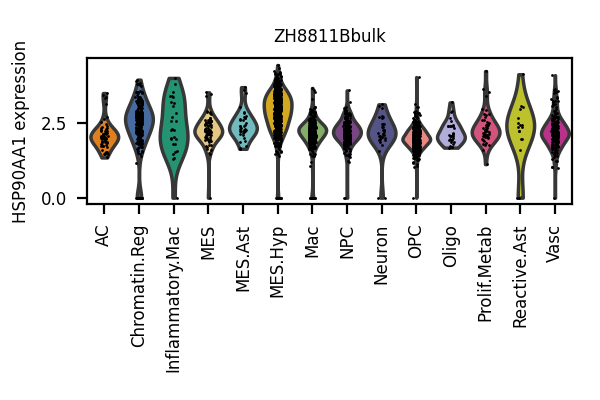 ZH8811Bbulk
HSP90AA1 expression
2.5
0.0
AC
Chromatin.Reg
Inflammatory.Mac
MES
MES.Ast
MES.Hyp
Mac
NPC
Neuron
OPC
Oligo
Prolif.Metab
Reactive.Ast
Vasc